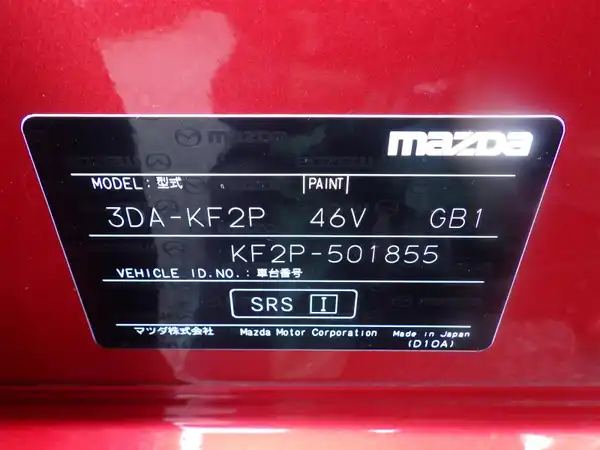 mazda
MODEL: 型式 PAINT
3DA-KF2P 46V GB1
KF2P-501855
VEHICLE ID.NO.: 車台番号
SRS I
マツダ株式会社 Mazda Motor Corporation Made in Japan
(D10A)